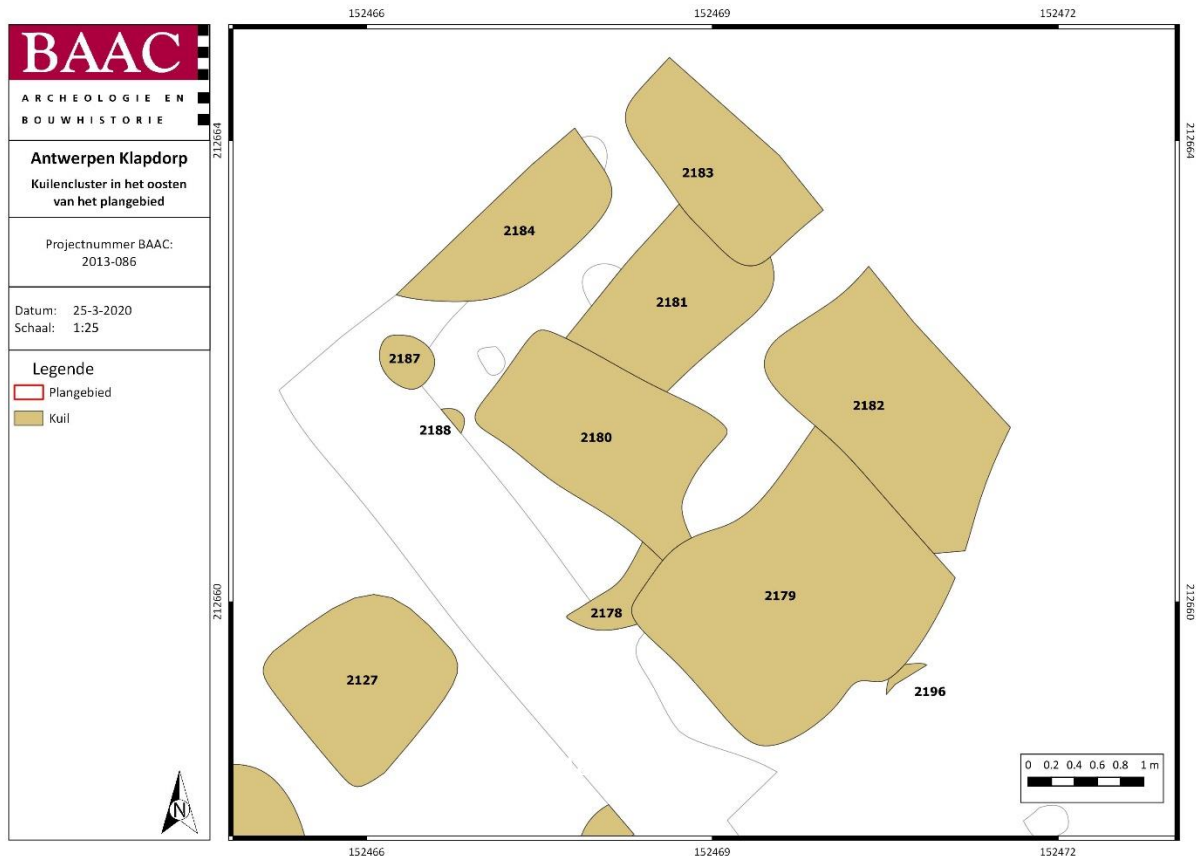 BAAC
ARCHEOLOGIE EN
BOUWHISTORIE
Antwerpen Klapdorp
Kuilencluster in het oosten
van het plangebied
Projectnummer BAAC:
2013-086
Datum: 25-3-2020
Schaal: 1:25
Legende
Plangebied
Kuil
N
152466 152469 152472
212664 212664
2183
2184
2181
2187
2182
2188
2180
212660 212660
2179
2178
2127
2196
0 0.2 0.4 0.6 0.8 1 m
152466 152469 152472